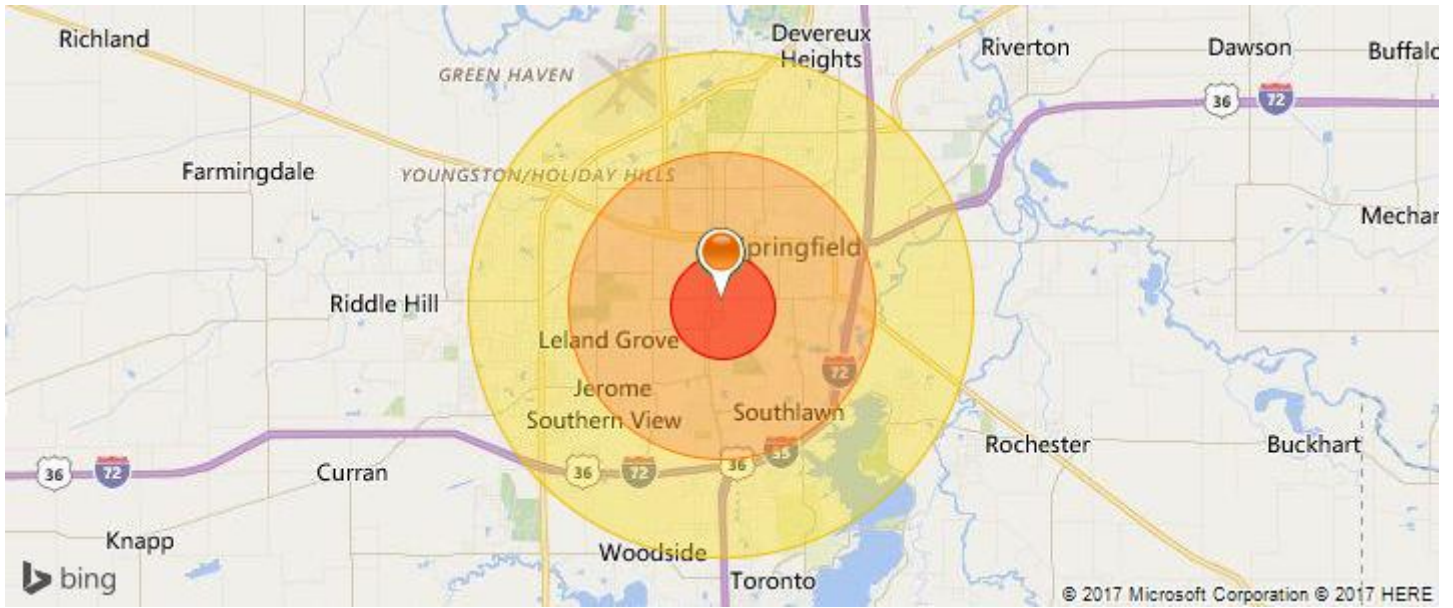 Richland
Devereux
Heights
Riverton
Dawson
Buffalo
GREEN HAVEN
36
72
Farmingdale
YOUNGSTON/HOLIDAY HILLS
Mechar
pringfield
Riddle Hill
Leland Grove
72
Jerome
Southlawn
Southern View
Rochester
Buckhart
36
72
Curran
36
72
36
55
Knapp
Woodside
Toronto
bing
© 2017 Microsoft Corporation © 2017 HERE